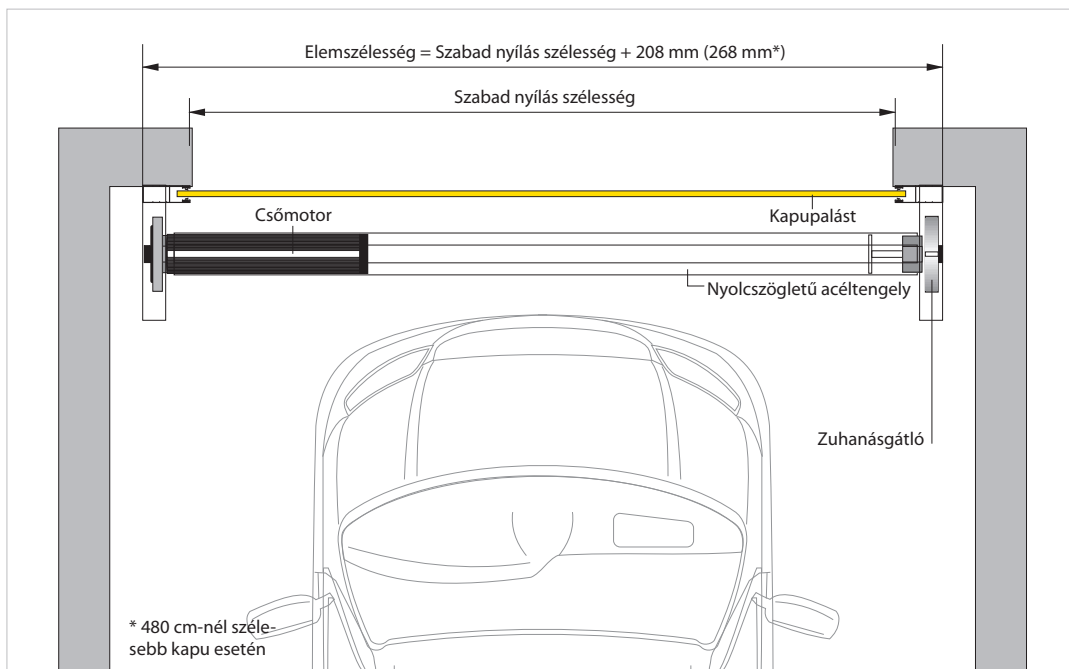 Elemszélesség = Szabad nyílás szélesség + 208 mm (268 mm*)
Szabad nyílás szélesség
Csőmotor
Kapupalást
Nyolcszögletű acéltengely
Zuhanásgátló
* 480 cm-nél széle-
sebb kapu esetén